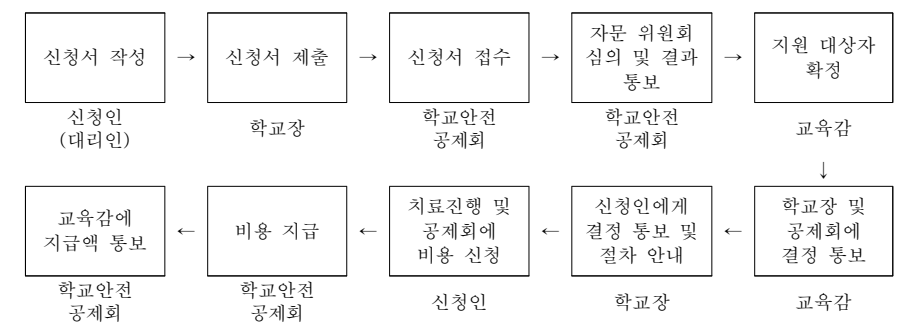 신청서 작성 → 신청서 제출 → 신청서 접수 → 자문 위원회 심의 및 결과 통보 → 지원 대상자 확정
신청인 (대리인)
학교장
학교안전 공제회
학교안전 공제회
교육감
↓
학교장 및 공제회에 결정 통보
교육감
←
신청인에게 결정 통보 및 절차 안내
학교장
←
치료진행 및 공제회에 비용 신청
신청인
←
비용 지급
학교안전 공제회
←
교육감에 지급액 통보
학교안전 공제회